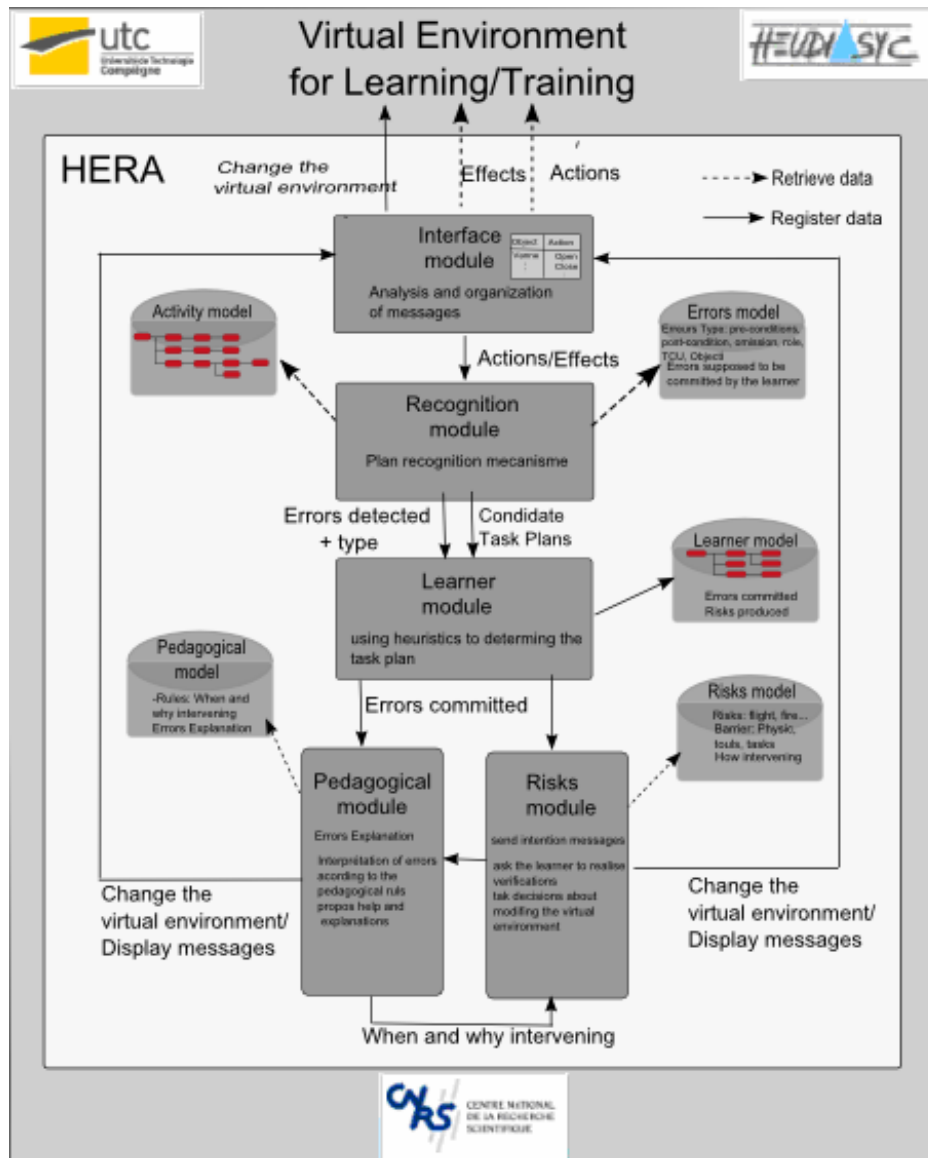 utc
Université de Technologie
Compiègne
Virtual Environment
for Learning/Training
HEUDIASYC
HERA
Change the
virtual environment
Effects
Actions
Retrieve data
Register data
Interface
module
Object Action
Vanne Open
Close
Analysis and organization
of messages
Activity model
Errors model
Erreurs Type: pre-conditions,
post-condition, omission, role,
TCU, Objecti
Errors supposed to be
committed by the learner
Actions/Effects
Recognition
module
Plan recognition mecanisme
Errors detected
+ type
Candidate
Task Plans
Learner model
Errors committed
Risks produced
Learner
module
using heuristics to determing the
task plan
Pedagogical
model
-Rules: When and
why intervening
Errors Explanation
Risks model
Risks: flight, fire...
Barrier: Physic,
touls, tasks
How intervening
Errors committed
Pedagogical
module
Errors Explanation
Interprétation of errors
acording to the
pedagogical ruls
propos help and
explanations
Risks
module
send intention messages
ask the learner to realise
verifications
tak decisions about
modifing the virtual
environment
Change the
virtual environment/
Display messages
Change the
virtual environment/
Display messages
When and why intervening
CNRS
CENTRE NATIONAL
DE LA RECHERCHE
SCIENTIFIQUE